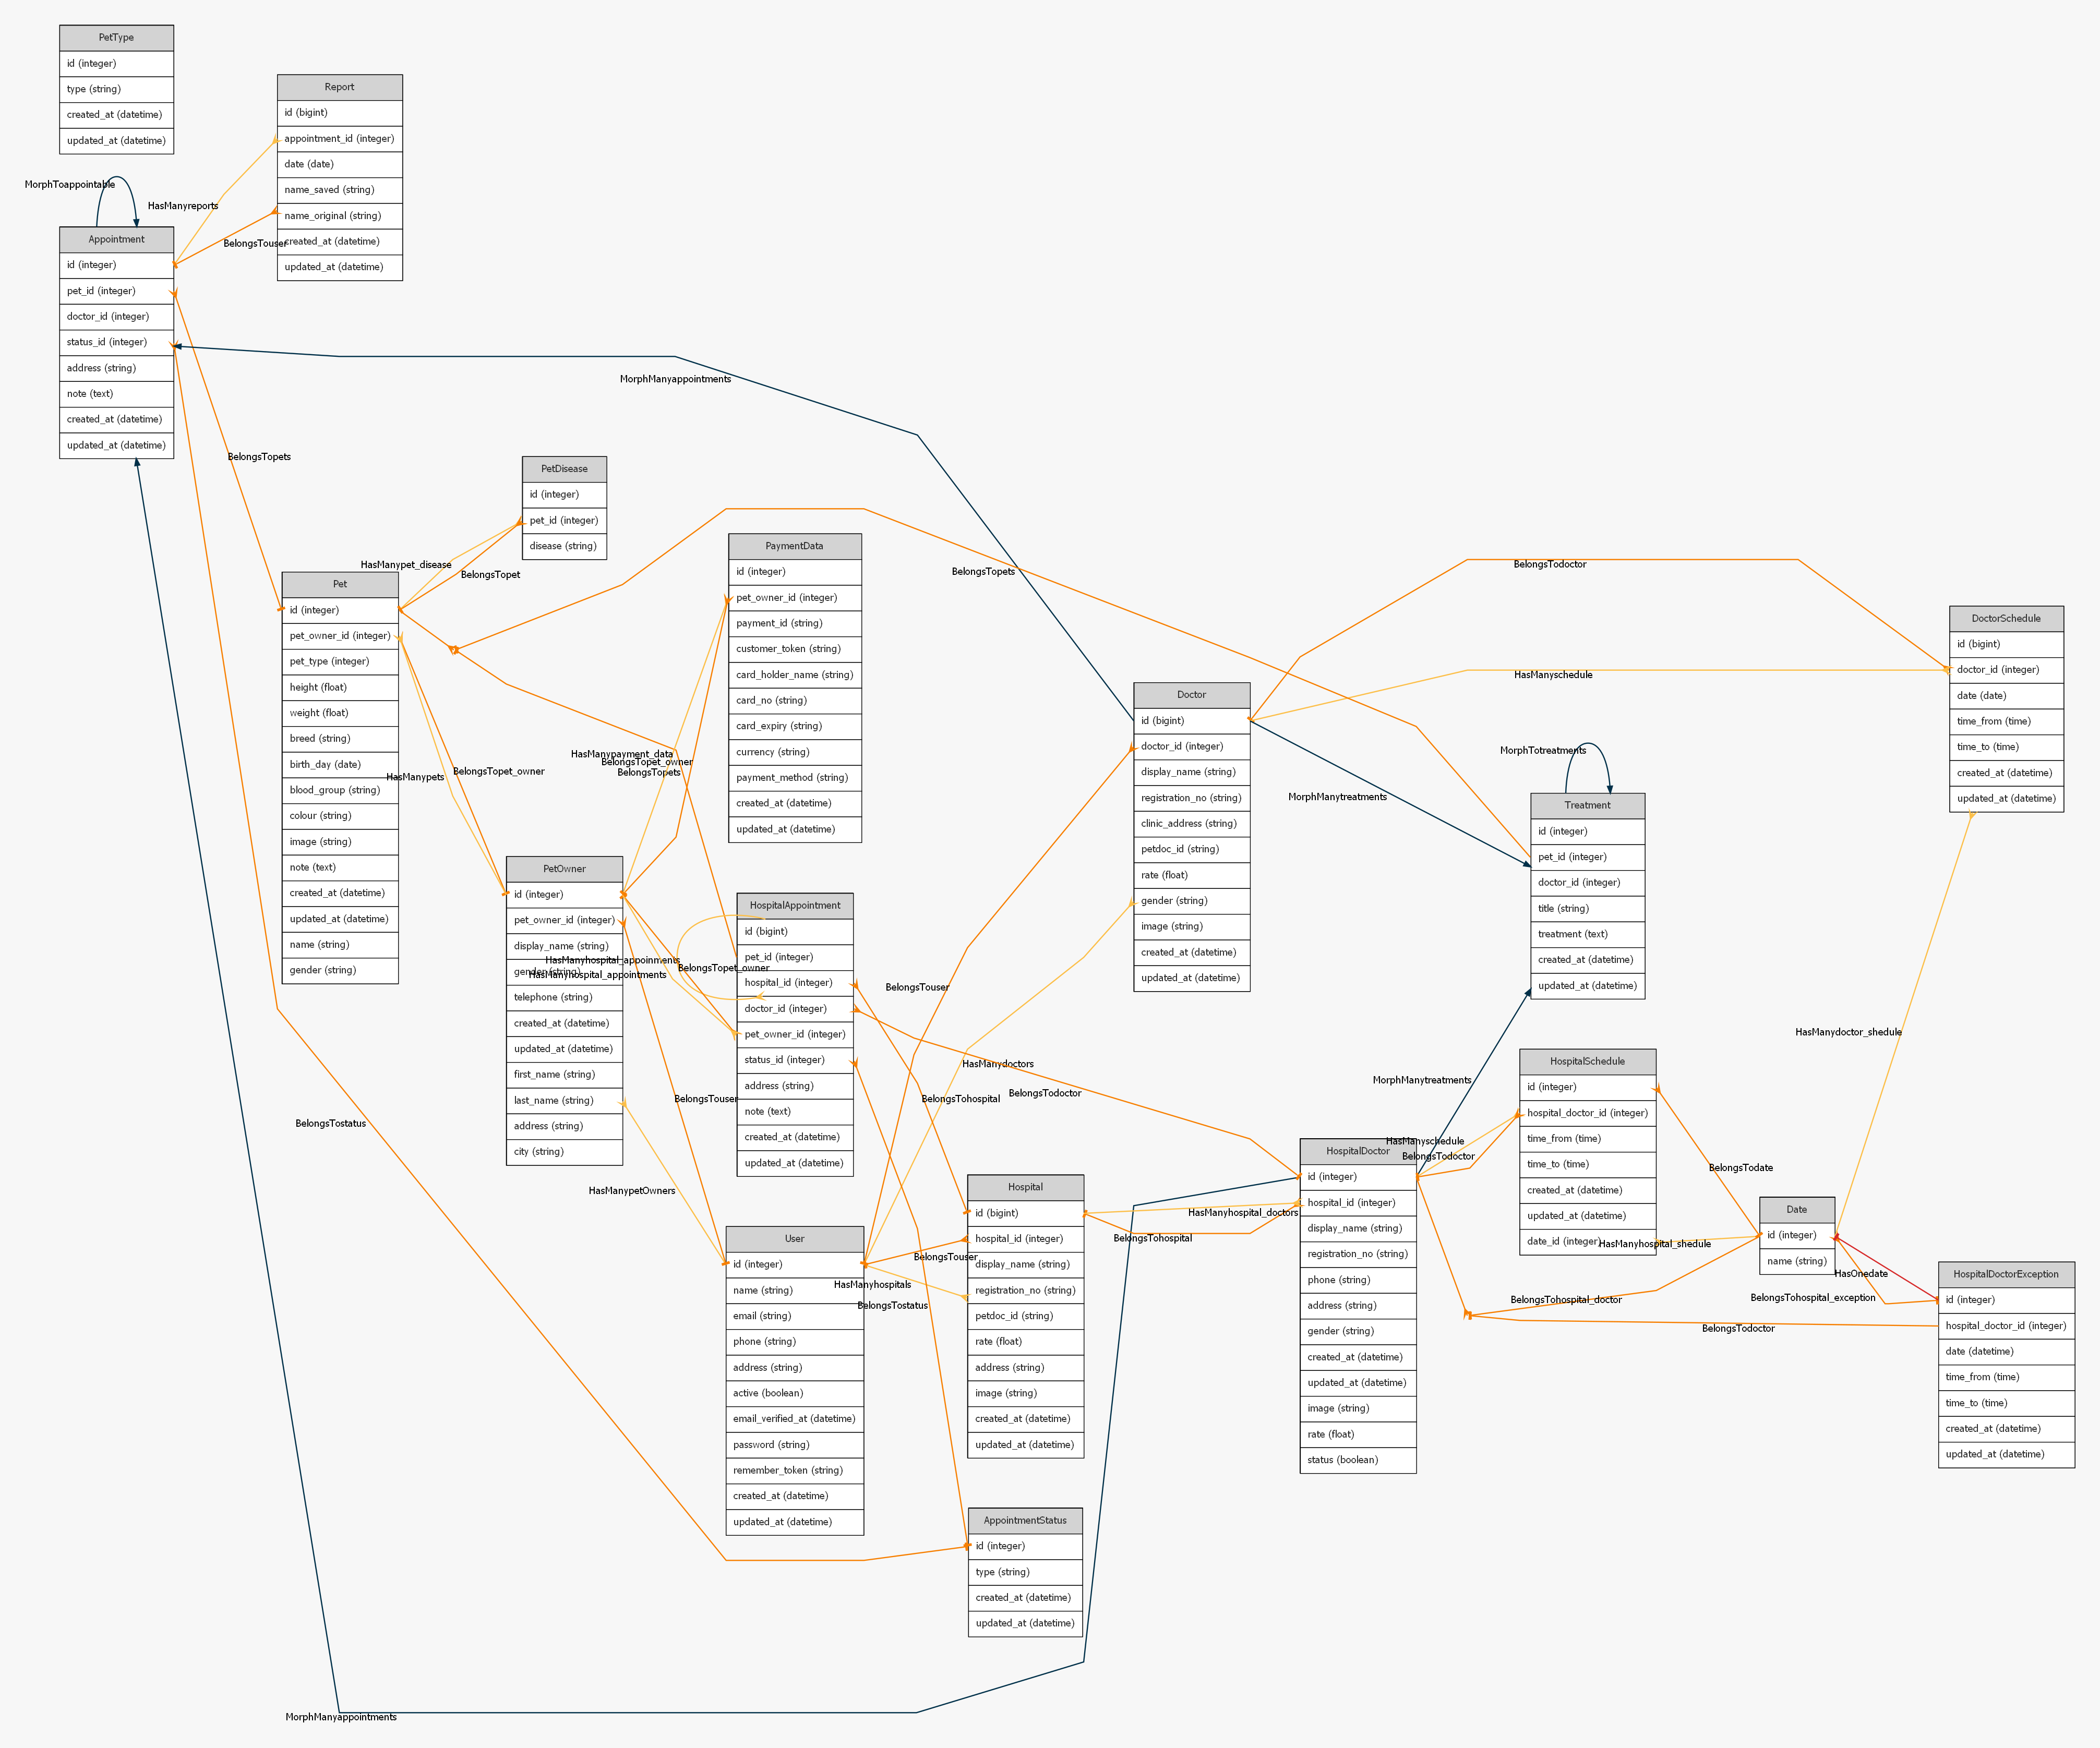 PetType
id (integer)
type (string)
created_at (datetime)
updated_at (datetime)
Report
id (bigint)
appointment_id (integer)
date (date)
name_saved (string)
name_original (string)
created_at (datetime)
updated_at (datetime)
MorphToappointable
HasManyreports
BelongsTouser
Appointment
id (integer)
pet_id (integer)
doctor_id (integer)
status_id (integer)
address (string)
note (text)
created_at (datetime)
updated_at (datetime)
MorphManyappointments
BelongsTopets
PetDisease
id (integer)
pet_id (integer)
disease (string)
HasManypet_disease
BelongsTopet
Pet
id (integer)
pet_owner_id (integer)
pet_type (integer)
height (float)
weight (float)
breed (string)
birth_day (date)
blood_group (string)
colour (string)
image (string)
note (text)
created_at (datetime)
updated_at (datetime)
name (string)
gender (string)
PaymentData
id (integer)
pet_owner_id (integer)
payment_id (string)
customer_token (string)
card_holder_name (string)
card_no (string)
card_expiry (string)
currency (string)
payment_method (string)
created_at (datetime)
updated_at (datetime)
BelongsTopets
BelongsTodoctor
HasManyschedule
DoctorSchedule
id (bigint)
doctor_id (integer)
date (date)
time_from (time)
time_to (time)
created_at (datetime)
updated_at (datetime)
Doctor
id (bigint)
doctor_id (integer)
display_name (string)
registration_no (string)
clinic_address (string)
petdoc_id (string)
rate (float)
gender (string)
image (string)
created_at (datetime)
updated_at (datetime)
HasManypayment_data
BelongsTopet_owner
BelongsTopets
BelongsTopet_owner
HasManypets
MorphTotreatments
MorphManytreatments
Treatment
id (integer)
pet_id (integer)
doctor_id (integer)
title (string)
treatment (text)
created_at (datetime)
updated_at (datetime)
PetOwner
id (integer)
pet_owner_id (integer)
display_name (string)
gender (string)
telephone (string)
created_at (datetime)
updated_at (datetime)
first_name (string)
last_name (string)
address (string)
city (string)
HasManyhospital_appoinments
HasManyhospital_appointments
BelongsTopet_owner
HospitalAppointment
id (bigint)
pet_id (integer)
hospital_id (integer)
doctor_id (integer)
pet_owner_id (integer)
status_id (integer)
address (string)
note (text)
created_at (datetime)
updated_at (datetime)
BelongsTouser
HasManydoctors
BelongsTodoctor
BelongsTohospital
BelongsTouser
BelongsTostatus
HasManypetOwners
HasManydoctor_shedule
MorphManytreatments
HospitalSchedule
id (integer)
hospital_doctor_id (integer)
time_from (time)
time_to (time)
created_at (datetime)
updated_at (datetime)
date_id (integer)
HasManyschedule
BelongsTodoctor
BelongsTodate
HasManyhospital_shedule
HospitalDoctor
id (integer)
hospital_id (integer)
display_name (string)
registration_no (string)
phone (string)
address (string)
gender (string)
created_at (datetime)
updated_at (datetime)
image (string)
rate (float)
status (boolean)
Hospital
id (bigint)
hospital_id (integer)
display_name (string)
registration_no (string)
petdoc_id (string)
rate (float)
address (string)
image (string)
created_at (datetime)
updated_at (datetime)
HasManyhospital_doctors
BelongsTohospital
Date
id (integer)
name (string)
User
id (integer)
name (string)
email (string)
phone (string)
address (string)
active (boolean)
email_verified_at (datetime)
password (string)
remember_token (string)
created_at (datetime)
updated_at (datetime)
BelongsTouser
HasManyhospitals
BelongsTostatus
HasOnedate
BelongsTohospital_exception
BelongsTohospital_doctor
BelongsTodoctor
HospitalDoctorException
id (integer)
hospital_doctor_id (integer)
date (datetime)
time_from (time)
time_to (time)
created_at (datetime)
updated_at (datetime)
AppointmentStatus
id (integer)
type (string)
created_at (datetime)
updated_at (datetime)
MorphManyappointments